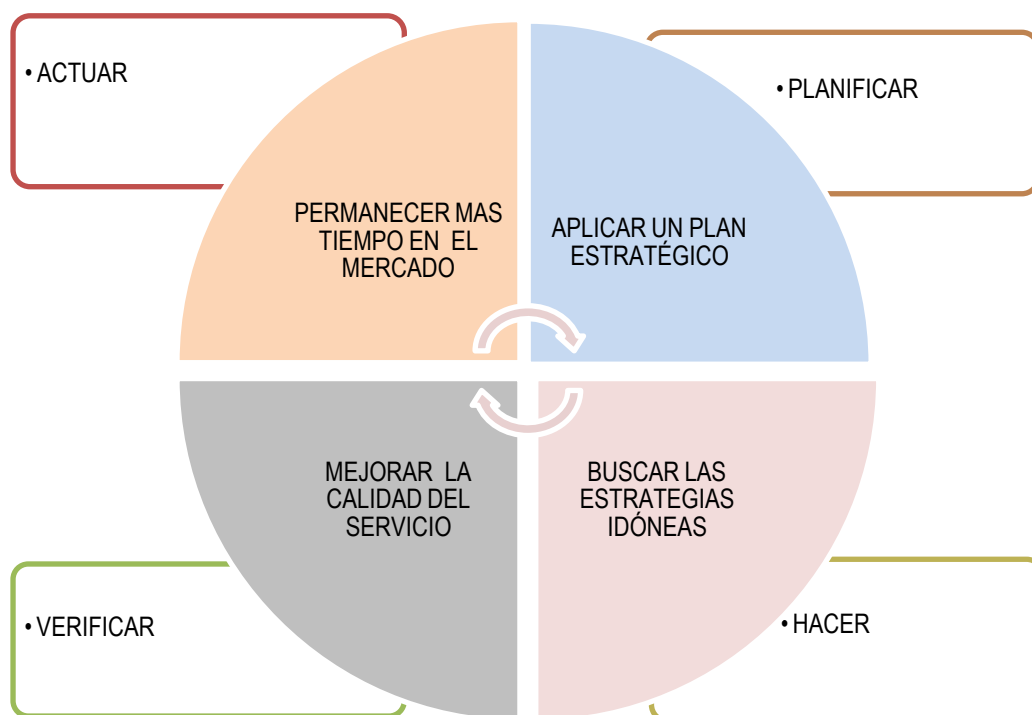 • ACTUAR
• PLANIFICAR
PERMANECER MAS
TIEMPO EN EL
MERCADO
APLICAR UN PLAN
ESTRATÉGICO
MEJORAR LA
CALIDAD DEL
SERVICIO
BUSCAR LAS
ESTRATEGIAS
IDÓNEAS
• VERIFICAR
• HACER